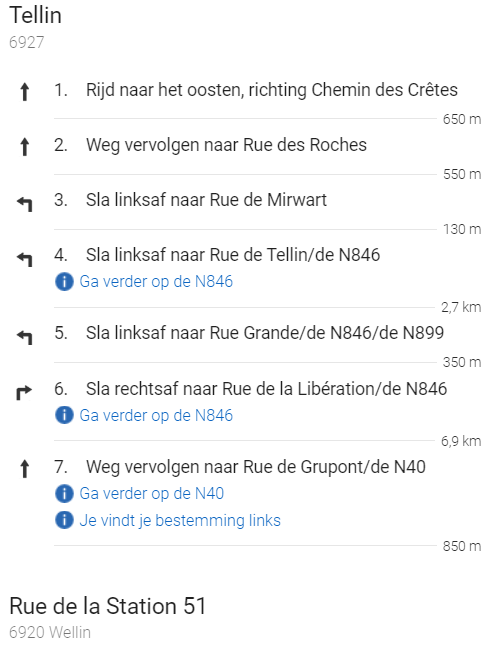 Tellin
6927
1. Rijd naar het oosten, richting Chemin des Crêtes
650 m
2. Weg vervolgen naar Rue des Roches
550 m
3. Sla linksaf naar Rue de Mirwart
130 m
4. Sla linksaf naar Rue de Tellin/de N846
Ga verder op de N846
2,7 km
5. Sla linksaf naar Rue Grande/de N846/de N899
350 m
6. Sla rechtsaf naar Rue de la Libération/de N846
Ga verder op de N846
6,9 km
7. Weg vervolgen naar Rue de Grupont/de N40
Ga verder op de N40
Je vindt je bestemming links
850 m
Rue de la Station 51
6920 Wellin